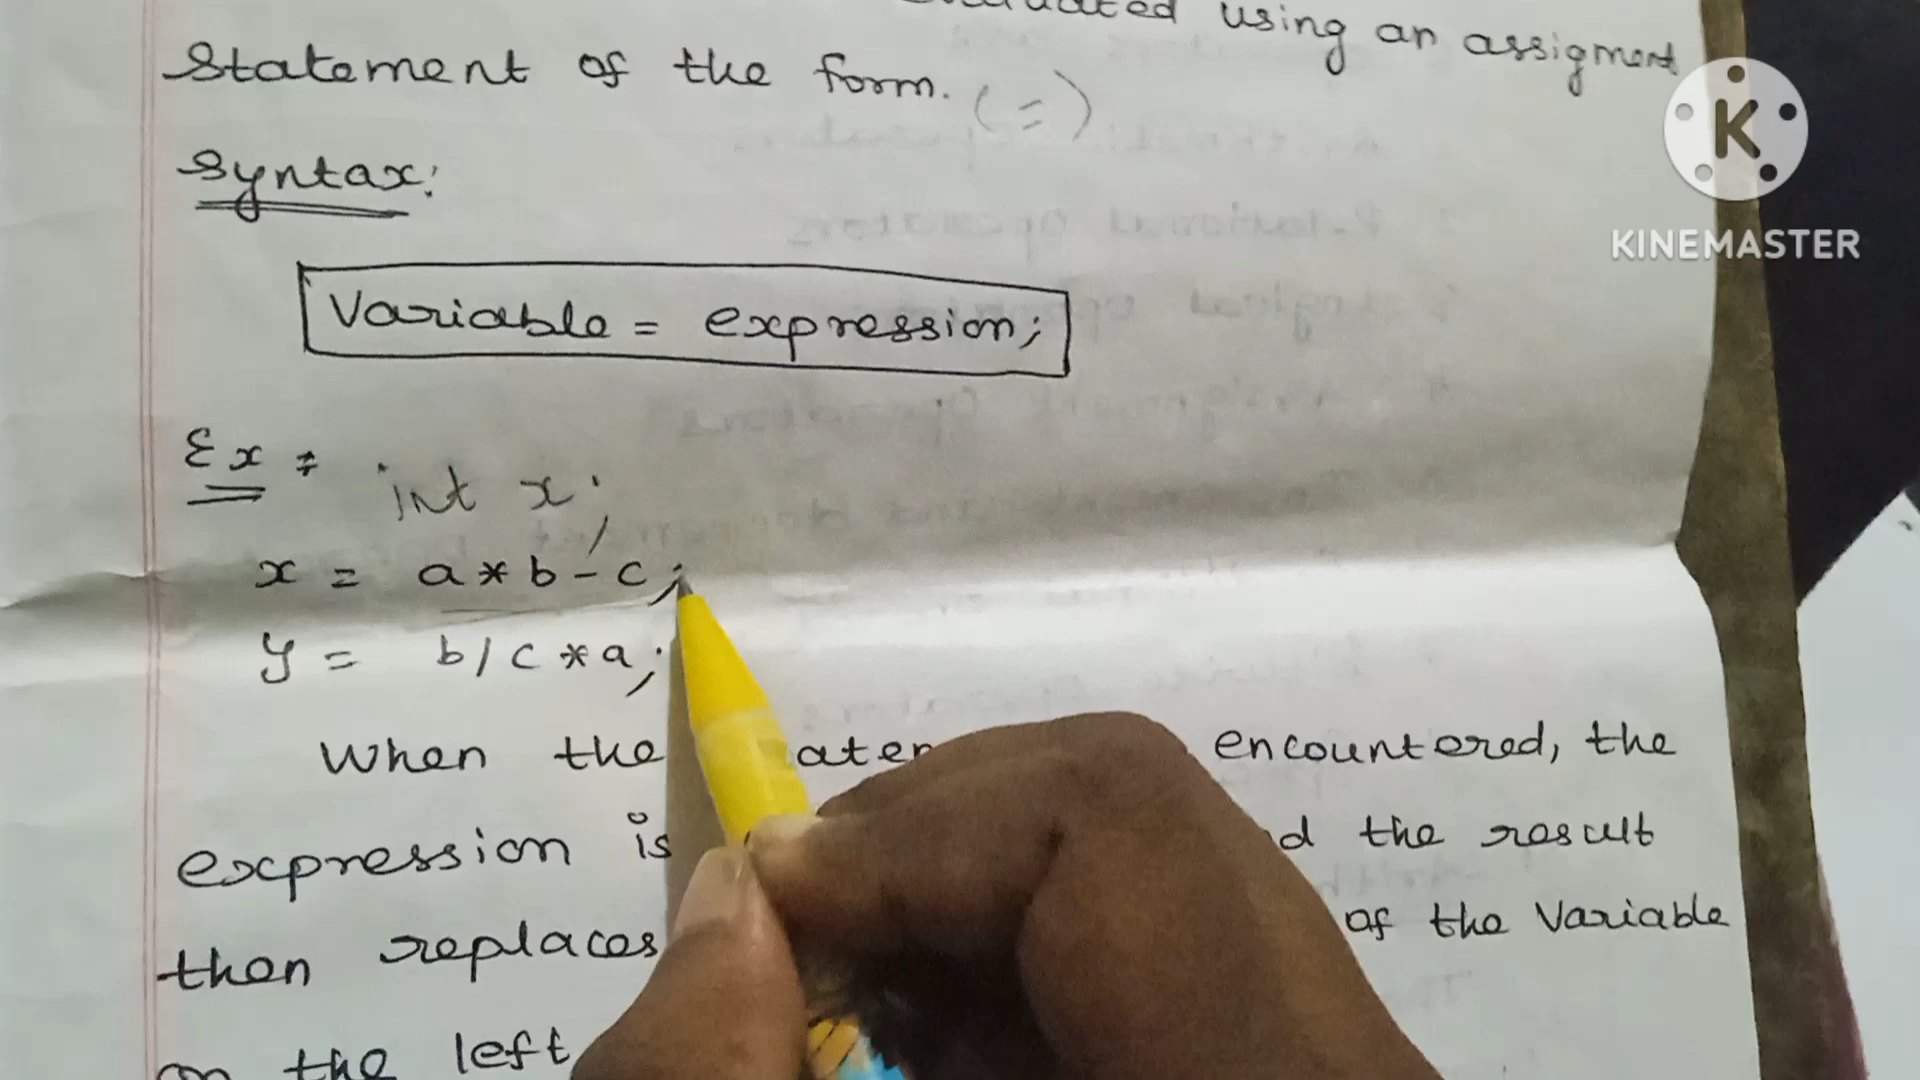 using an assigment
Statement of the form. (=)
Syntax:
Variable = expression;
Ex:
int x;
x = a * b - c;
y = b / c * a;
When the encountered, the
expression is the result
then replaces of the Variable
on the left
K
KINEMASTER